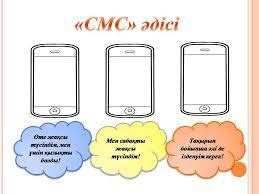 «СМС» әдісі
Өте жақсы
түсіндім, мен
үшін қызықты
болды!
Мен сабақты
жақсы
түсіндім!
Тақырып
бойынша әлі де
ізденуім керек!